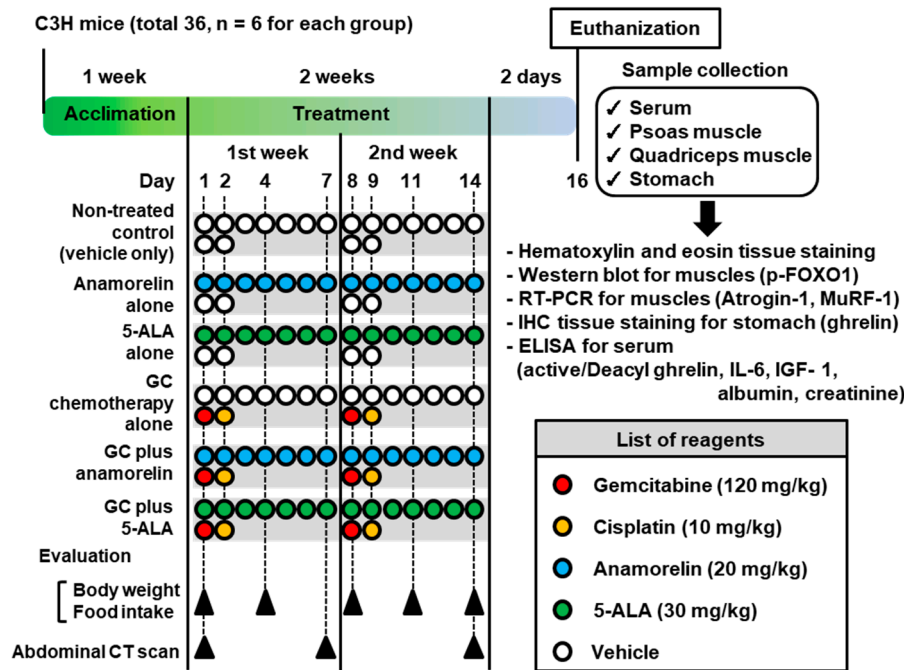 C3H mice (total 36, n = 6 for each group)
Euthanization
1 week
2 weeks
2 days
Acclimation
Treatment
Sample collection
✓ Serum
✓ Psoas muscle
✓ Quadriceps muscle
✓ Stomach
1st week
2nd week
Day
1 2 4 7 8 9 11 14 16
Non-treated
control
(vehicle only)
Anamorelin
alone
5-ALA
alone
GC
chemotherapy
alone
GC plus
anamorelin
GC plus
5-ALA
Evaluation
Body weight
Food intake
Abdominal CT scan
- Hematoxylin and eosin tissue staining
- Western blot for muscles (p-FOXO1)
- RT-PCR for muscles (Atrogin-1, MuRF-1)
- IHC tissue staining for stomach (ghrelin)
- ELISA for serum
(active/Deacyl ghrelin, IL-6, IGF- 1,
albumin, creatinine)
List of reagents
Gemcitabine (120 mg/kg)
Cisplatin (10 mg/kg)
Anamorelin (20 mg/kg)
5-ALA (30 mg/kg)
Vehicle